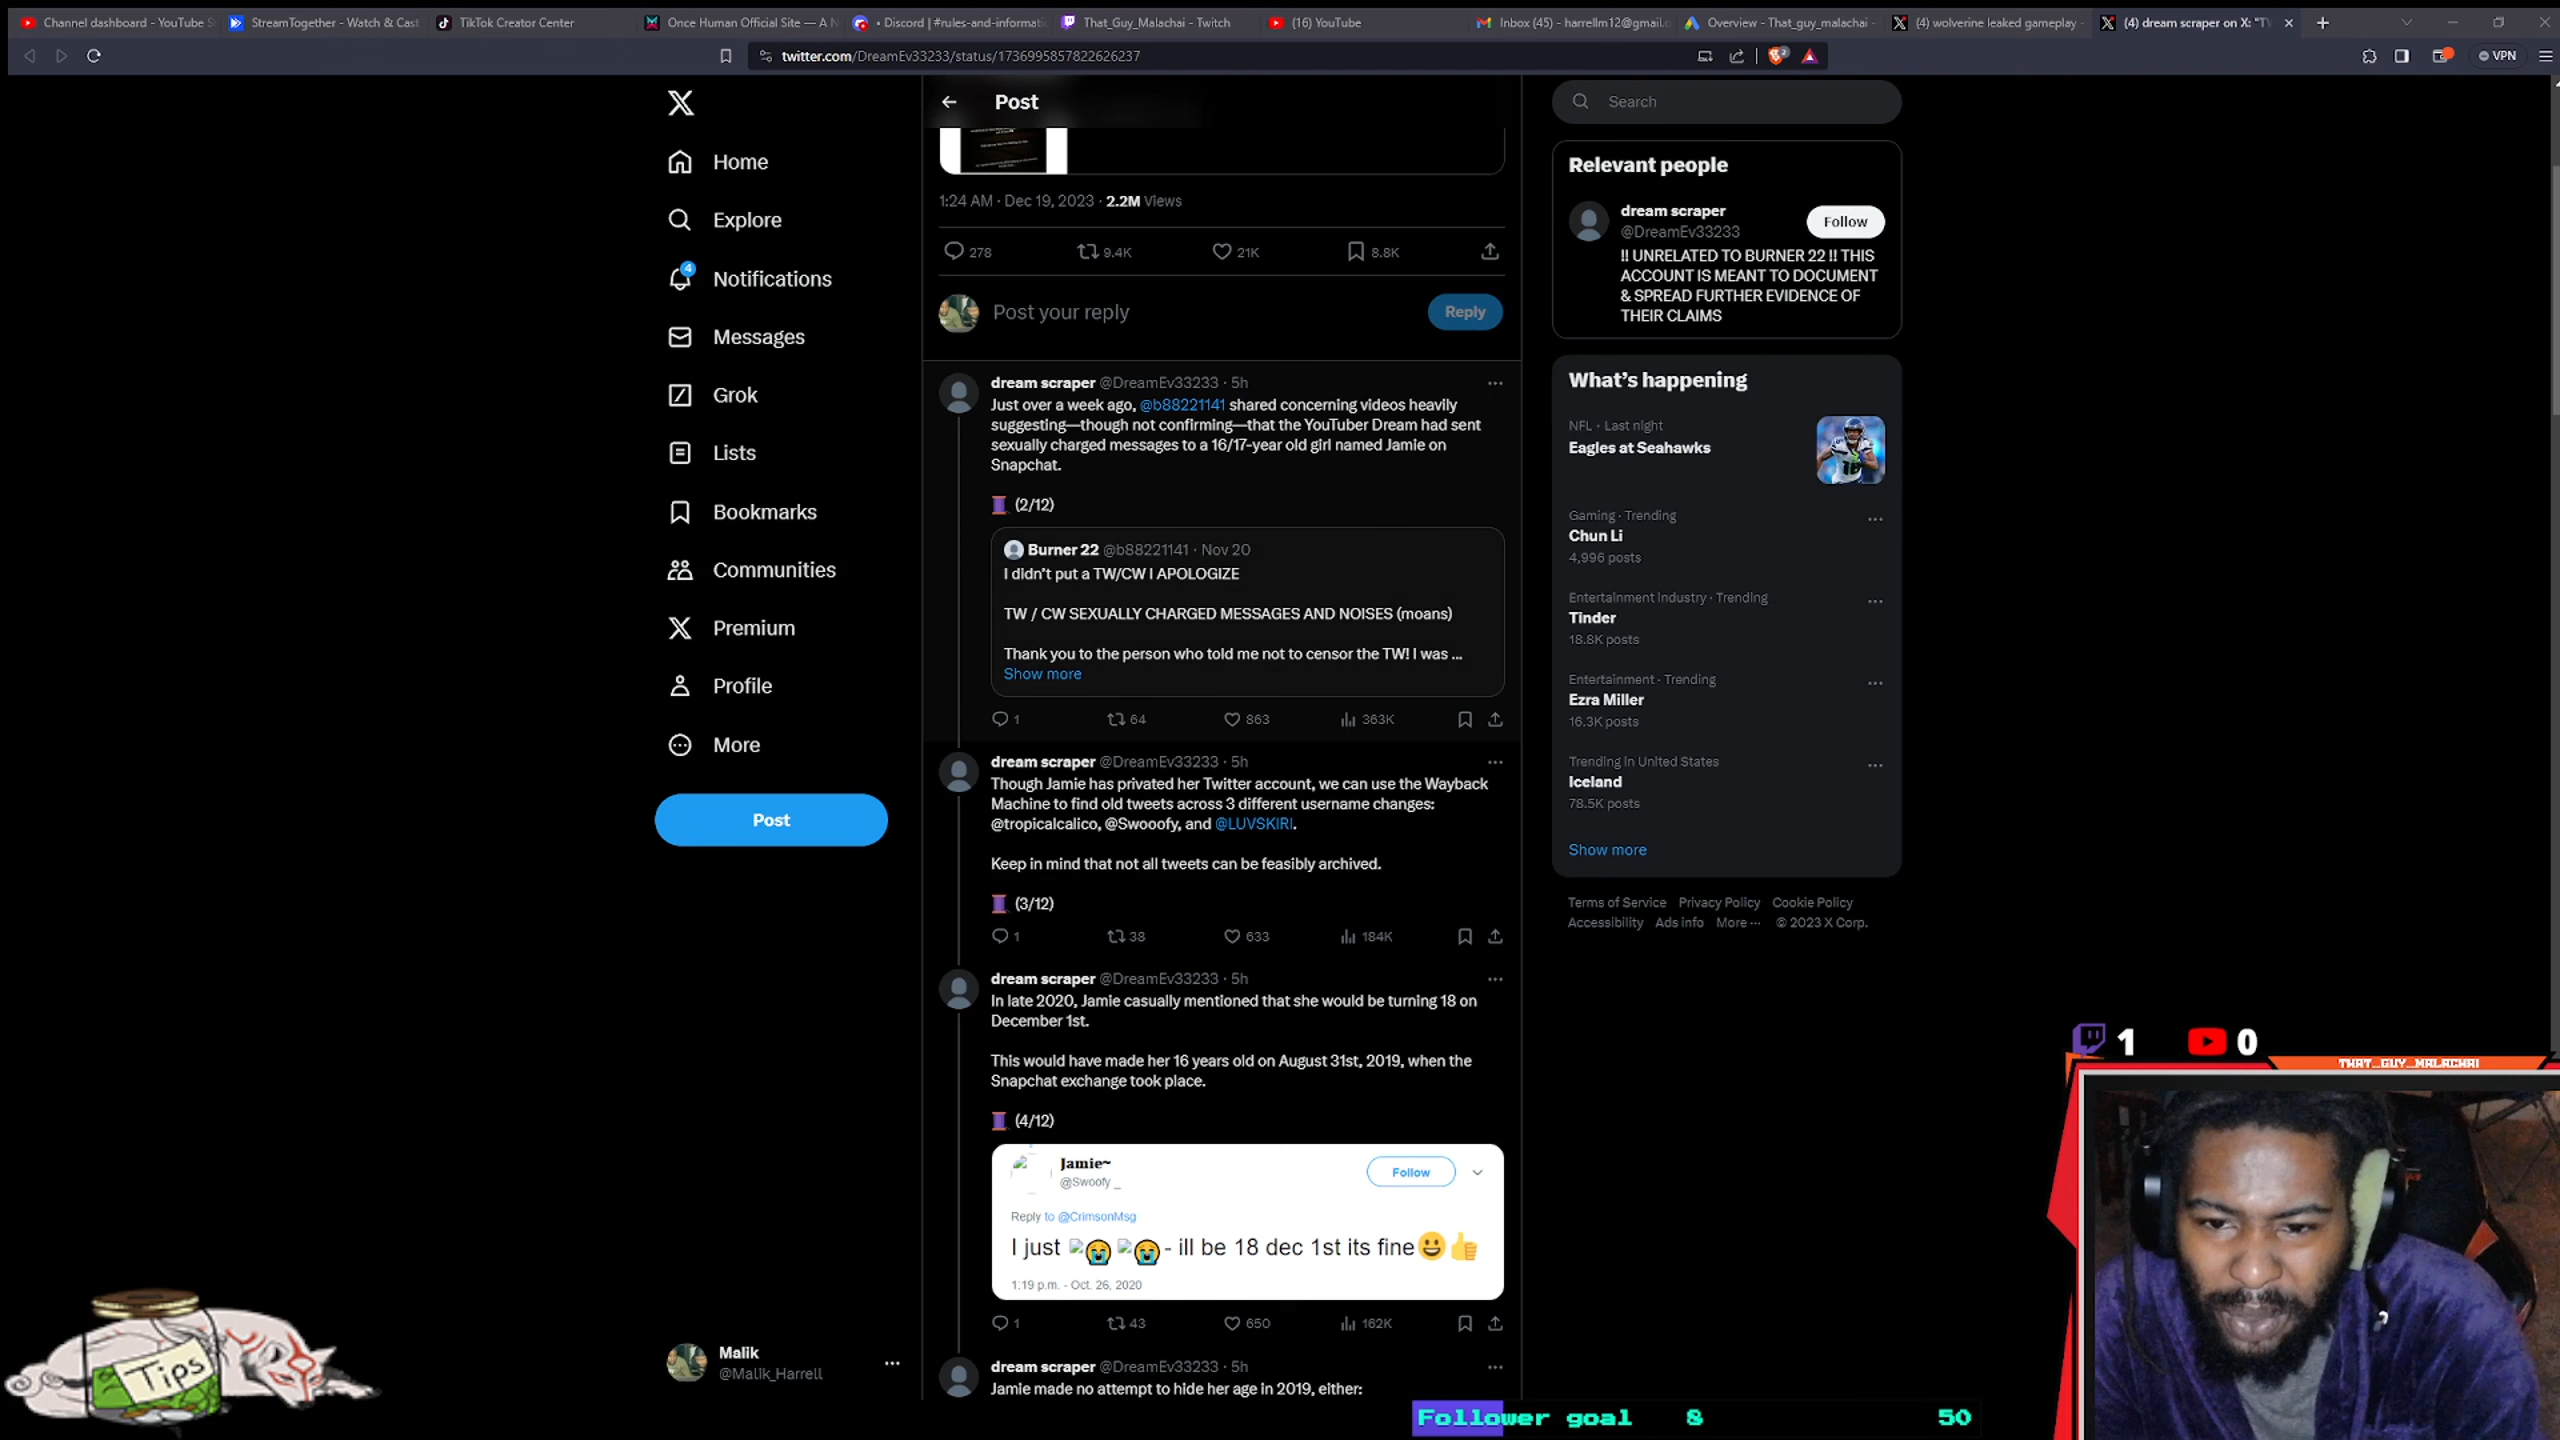 Channel dashboard - YouTube S
StreamTogether - Watch & Cast
TikTok Creator Center
Once Human Official Site — A N
• Discord | #rules-and-informati
That_Guy_Malachai - Twitch
(16) YouTube
Inbox (45) - harrellm12@gmail.c
Overview - That_guy_malachai -
(4) wolverine leaked gameplay -
(4) dream scraper on X: "TV
twitter.com/DreamEv33233/status/1736995857822626237
2
VPN
Home
Explore
4
Notifications
Messages
Grok
Lists
Bookmarks
Communities
Premium
Profile
More
Post
Malik
@Malik_Harrell
Post
1:24 AM · Dec 19, 2023 · 2.2M Views
278
9.4K
21K
8.8K
Post your reply
Reply
dream scraper @DreamEv33233 · 5h
Just over a week ago, @b88221141 shared concerning videos heavily
suggesting—though not confirming—that the YouTuber Dream had sent
sexually charged messages to a 16/17-year old girl named Jamie on
Snapchat.
🧵 (2/12)
Burner 22 @b88221141 · Nov 20
I didn't put a TW/CW I APOLOGIZE
TW / CW SEXUALLY CHARGED MESSAGES AND NOISES (moans)
Thank you to the person who told me not to censor the TW! I was ...
Show more
1
64
863
363K
dream scraper @DreamEv33233 · 5h
Though Jamie has privated her Twitter account, we can use the Wayback
Machine to find old tweets across 3 different username changes:
@tropicalcalico, @Swooofy, and @LUVSKIRI.
Keep in mind that not all tweets can be feasibly archived.
🧵 (3/12)
1
38
633
184K
dream scraper @DreamEv33233 · 5h
In late 2020, Jamie casually mentioned that she would be turning 18 on
December 1st.
This would have made her 16 years old on August 31st, 2019, when the
Snapchat exchange took place.
🧵 (4/12)
Jamie~
@Swoofy _
Follow
Reply to @CrimsonMsg
I just 😭 😭- ill be 18 dec 1st its fine😀👍
1:19 p.m. - Oct. 26, 2020
1
43
650
162K
dream scraper @DreamEv33233 · 5h
Jamie made no attempt to hide her age in 2019, either:
Search
Relevant people
dream scraper
@DreamEv33233
Follow
!! UNRELATED TO BURNER 22 !! THIS
ACCOUNT IS MEANT TO DOCUMENT
& SPREAD FURTHER EVIDENCE OF
THEIR CLAIMS
What's happening
NFL · Last night
Eagles at Seahawks
Gaming · Trending
Chun Li
4,996 posts
Entertainment Industry · Trending
Tinder
18.8K posts
Entertainment · Trending
Ezra Miller
16.3K posts
Trending in United States
Iceland
78.5K posts
Show more
Terms of Service Privacy Policy Cookie Policy
Accessibility Ads info More ··· © 2023 X Corp.
1
0
THAT_GUY_MALACHAI
Tips
Follower goal 8 50